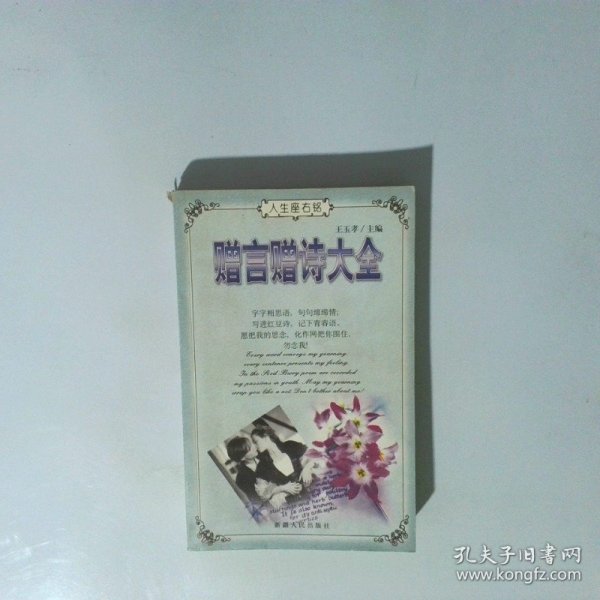 人生座右铭
王玉孝/主编
赠言赠诗大全
字字相思语，句句缠绵情；
写进红豆诗，记下青春语。
愿把我的思念，化作网把你围住，
勿忘我！
Every word conveys my yearning,
every sentence presents my feeling.
In the Red Berry poem are recorded
my passions in youth. May my yearning
wrap you like a net. Don't bother about me!
新疆人民出版社
孔夫子旧书网
www.kongfz.com